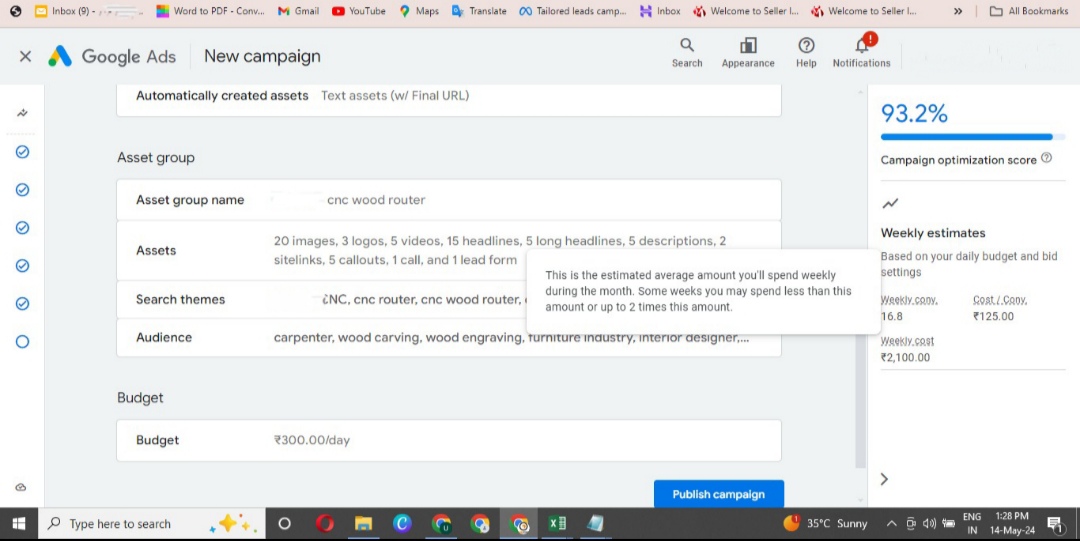 Inbox (9) -
Word to PDF - Conv...
Gmail
YouTube
Maps
Translate
Tailored leads camp...
Inbox
Welcome to Seller I...
Welcome to Seller I...
»
All Bookmarks
Google Ads
New campaign
Search
Appearance
Help
Notifications
Automatically created assets Text assets (w/ Final URL)
Asset group
Asset group name cnc wood router
Assets
20 images, 3 logos, 5 videos, 15 headlines, 5 long headlines, 5 descriptions, 2
sitelinks, 5 callouts, 1 call, and 1 lead form
This is the estimated average amount you'll spend weekly
during the month. Some weeks you may spend less than this
amount or up to 2 times this amount.
Search themes CNC, cnc router, cnc wood router,
Audience carpenter, wood carving, wood engraving, furniture industry, interior designer,...
Budget
Budget ₹300.00/day
Publish campaign
93.2%
Campaign optimization score
Weekly estimates
Based on your daily budget and bid
settings
Weekly conv. Cost / Conv.
16.8 ₹125.00
Weekly cost
₹2,100.00
Type here to search
35°C Sunny
ENG
IN
1:28 PM
14-May-24